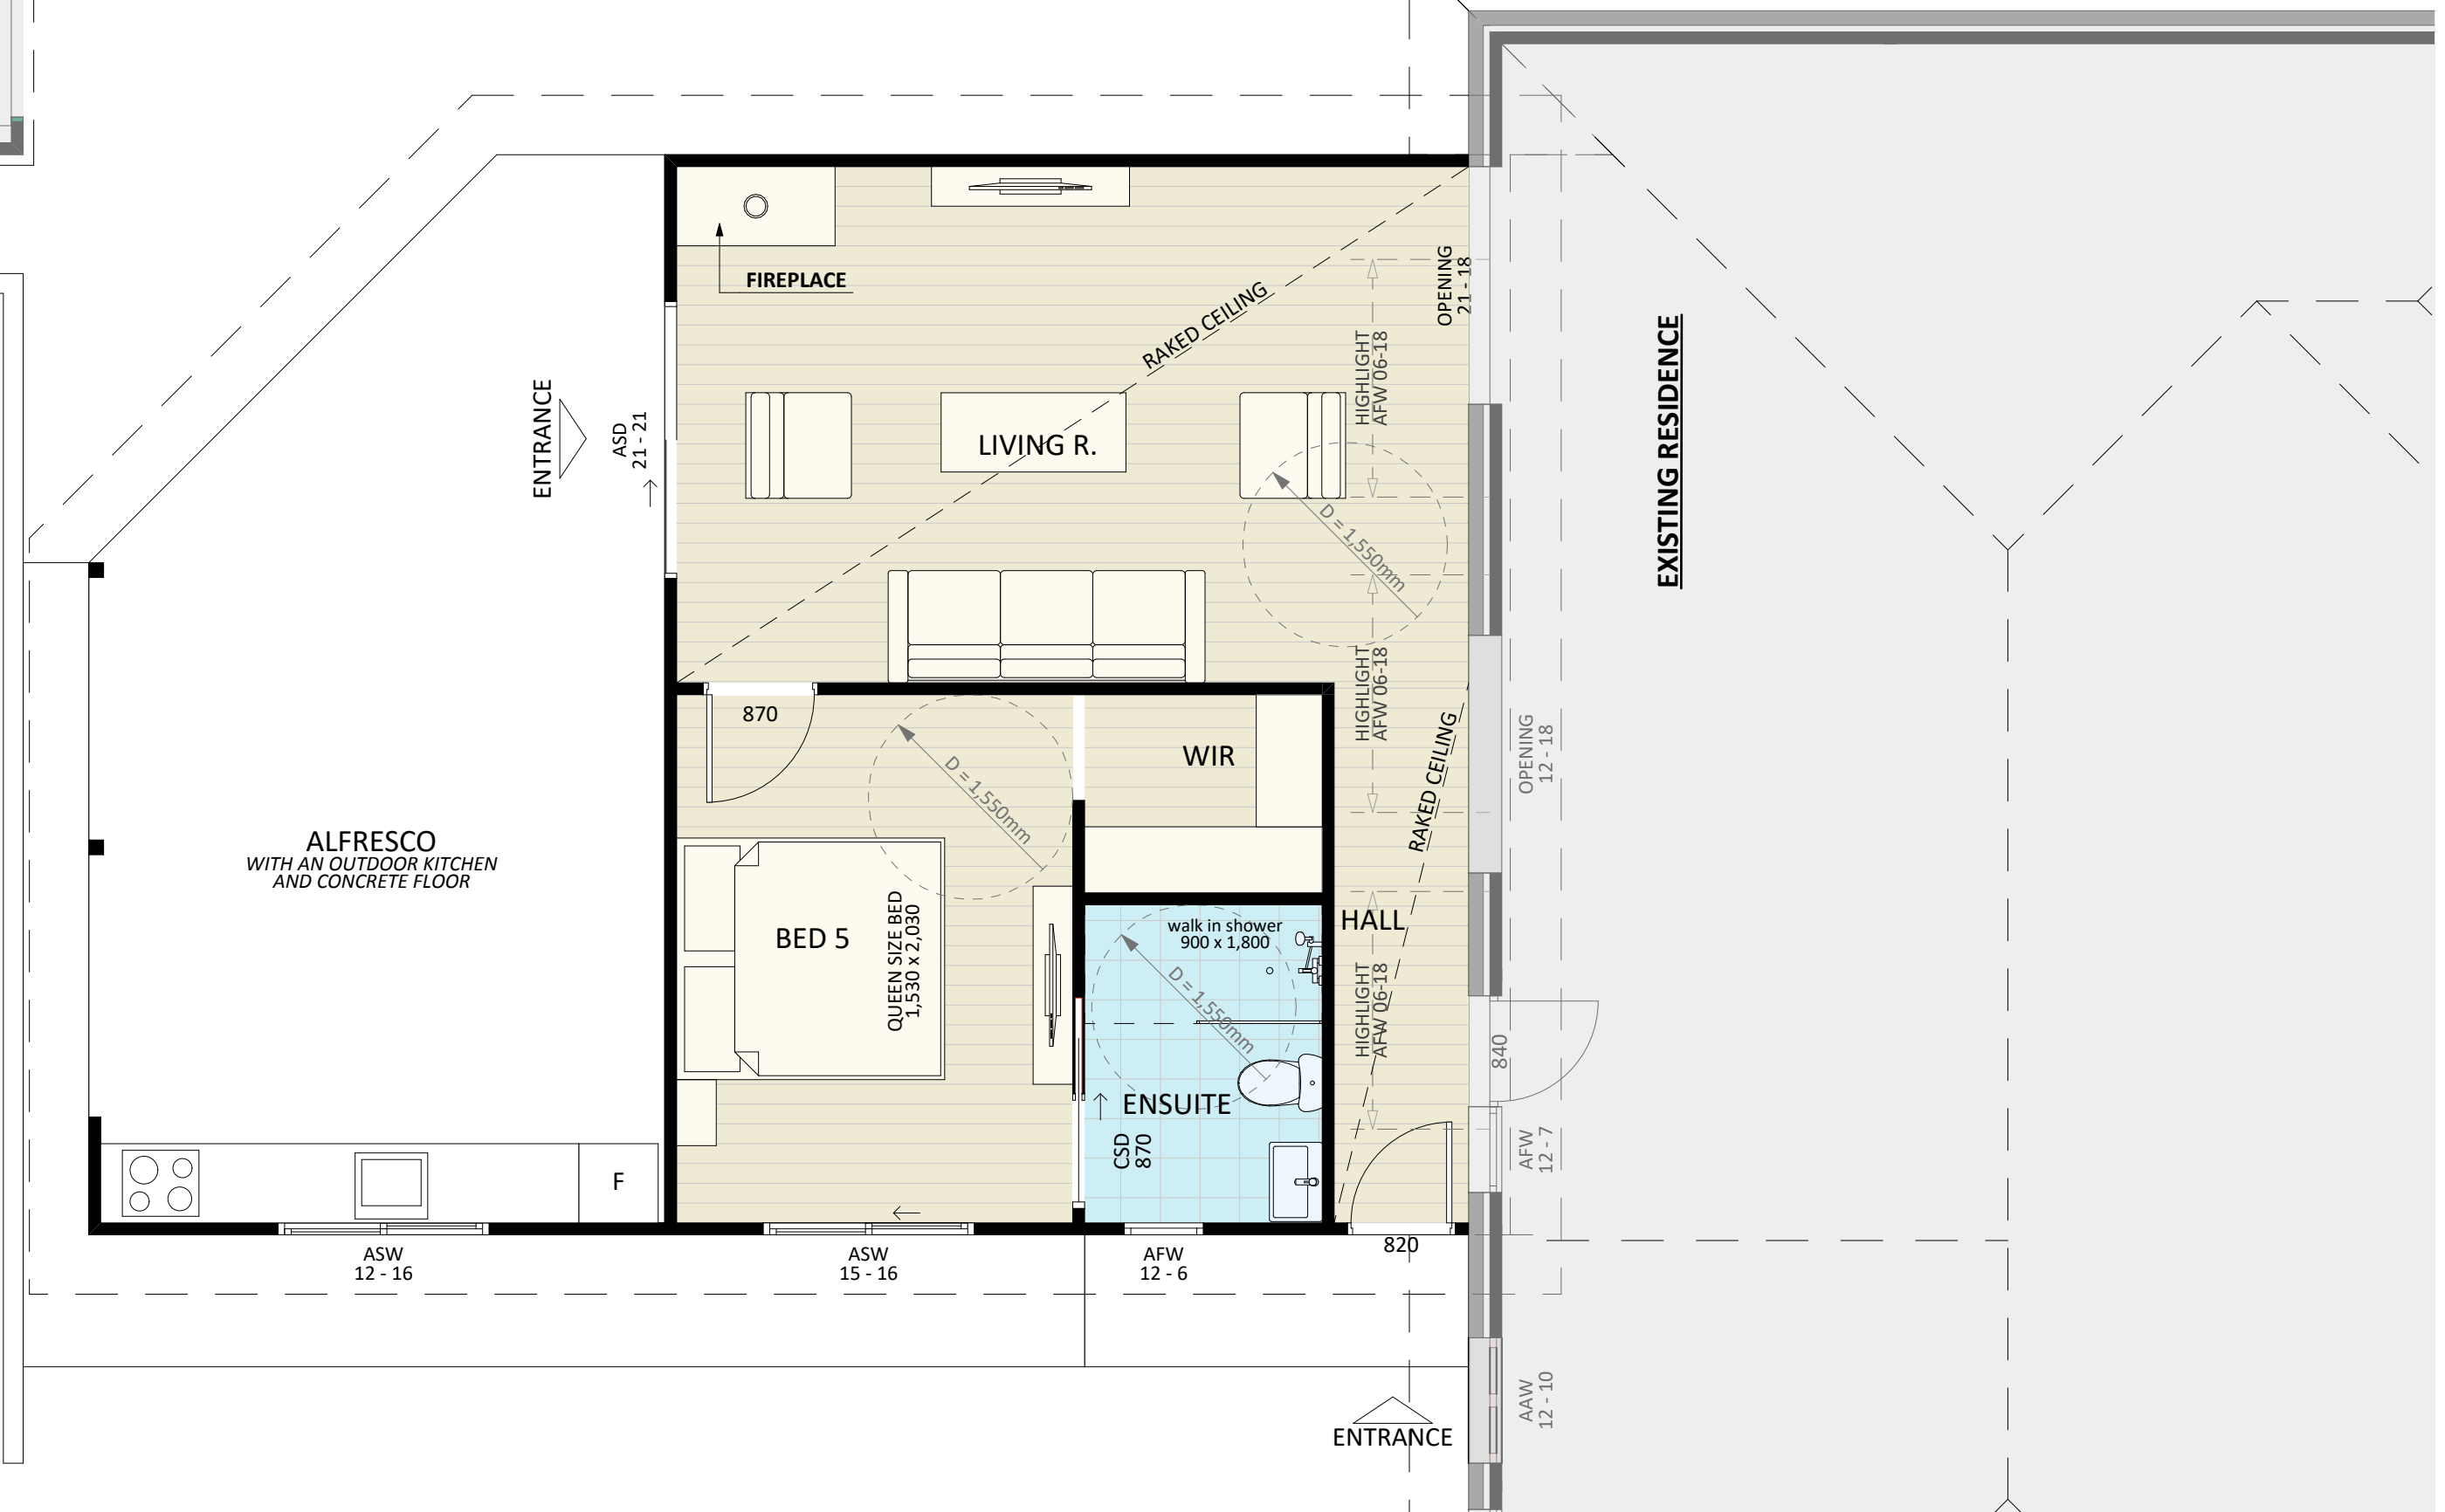 FIREPLACE
RAKED CEILING
OPENING
21 - 18
HIGHLIGHT
AFW 06-18
ENTRANCE
ASD
21 - 21
LIVING R.
D = 1,550mm
EXISTING RESIDENCE
870
WIR
D = 1,550mm
HIGHLIGHT
AFW 06-18
RAKED CEILING
OPENING
12 - 18
ALFRESCO
WITH AN OUTDOOR KITCHEN
AND CONCRETE FLOOR
BED 5
QUEEN SIZE BED
1,530 x 2,030
walk in shower
900 x 1,800
D = 1,550mm
HALL
HIGHLIGHT
AFW 06-18
840
ENSUITE
CSD
870
AFW
12 - 7
F
ASW
12 - 16
ASW
15 - 16
AFW
12 - 6
820
AAW
12 - 10
ENTRANCE